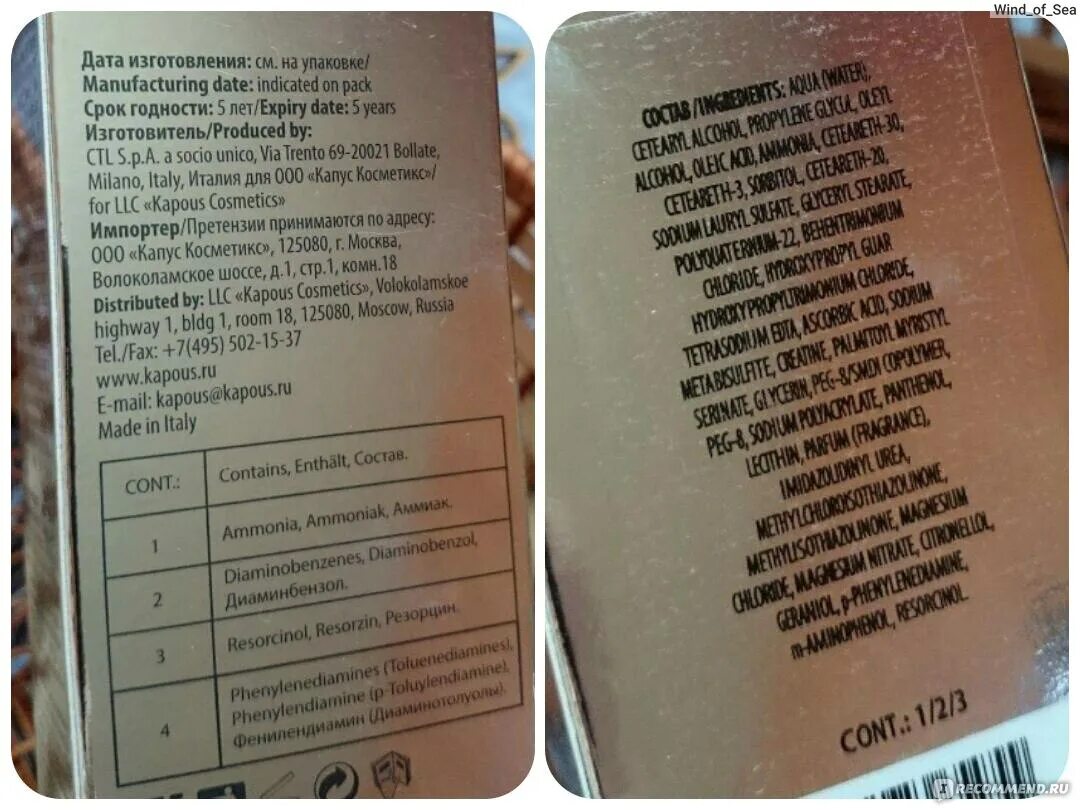 Дата изготовления: см. на упаковке/
Manufacturing date: indicated on pack
Срок годности: 5 лет/Expiry date: 5 years
Изготовитель/Produced by:
CTL S.p.A. a socio unico, Via Trento 69-20021 Bollate,
Milano, Italy, Италия для ООО «Капус Косметикс»/
for LLC «Kapous Cosmetics»
Импортер/Претензии принимаются по адресу:
ООО «Капус Косметикс», 125080, г. Москва,
Волоколамское шоссе, д.1, стр.1, комн.18
Distributed by: LLC «Kapous Cosmetics», Volokolamskoe
highway 1, bldg 1, room 18, 125080, Moscow, Russia
Tel./Fax: +7(495) 502-15-37
www.kapous.ru
E-mail: kapous@kapous.ru
Made in Italy
CONT.: Contains, Enthält, Состав.
1 Ammonia, Ammoniak, Аммиак.
2 Diaminobenzenes, Diaminobenzol,
Диаминбензол.
3 Resorcinol, Resorzin, Резорцин.
4 Phenylenediamines (Toluenediamines),
Phenylendiamine (p-Toluylendiamine),
Фенилендиамин (Диаминотолуолы).
Wind_of_Sea
СОСТАВ/INGREDIENTS: AQUA (WATER),
CETEARYL ALCOHOL, PROPYLENE GLYCOL, OLEYL
ALCOHOL, OLEIC ACID, AMMONIA, CETEARETH-30,
CETEARETH-3, SORBITOL, CETEARETH-20,
SODIUM LAURYL SULFATE, GLYCERYL STEARATE,
POLYQUATERNIUM-22, BEHENTRIMONIUM
CHLORIDE, HYDROXYPROPYL GUAR
HYDROXYPROPYLTRIMONIUM CHLORIDE,
TETRASODIUM EDTA, ASCORBIC ACID, SODIUM
METABISULFITE, CREATINE, PALMITOYL MYRISTYL
SERINATE, GLYCERIN, PEG-8/SMDI COPOLYMER,
PEG-8, SODIUM POLYACRYLATE, PANTHENOL,
LECITHIN, PARFUM (FRAGRANCE),
IMIDAZOLIDINYL UREA,
METHYLCHLOROISOTHIAZOLINONE,
METHYLISOTHIAZOLINONE, MAGNESIUM
CHLORIDE, MAGNESIUM NITRATE, CITRONELLOL,
GERANIOL, p-PHENYLENEDIAMINE,
m-AMINOPHENOL, RESORCINOL.
CONT.: 1/2/3
RECOMMEND.RU